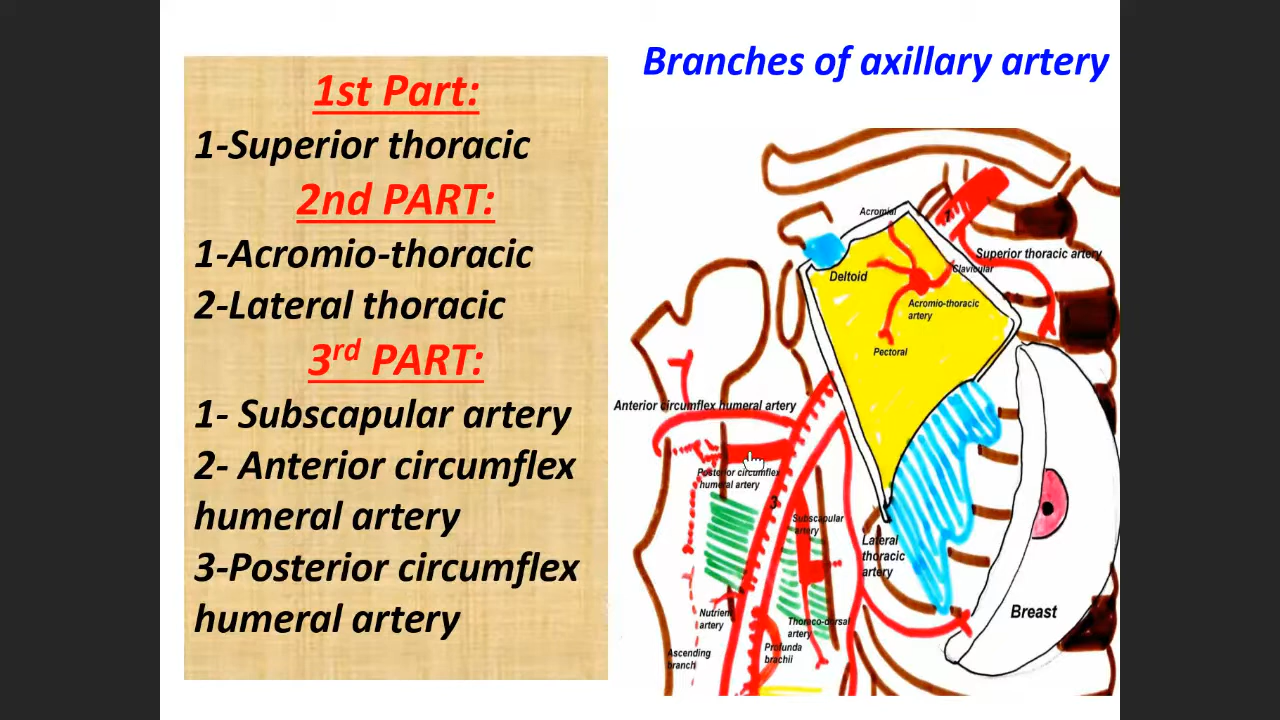 Branches of axillary artery
1st Part:
1-Superior thoracic
2nd PART:
1-Acromio-thoracic
2-Lateral thoracic
3rd PART:
1- Subscapular artery
2- Anterior circumflex
humeral artery
3-Posterior circumflex
humeral artery
Acromial
1
Superior thoracic artery
Clavicular
Deltoid
Acromio-thoracic
artery
Pectoral
Anterior circumflex humeral artery
Posterior circumflex
humeral artery
3
Subscapular
artery
Lateral
thoracic
artery
Breast
Nutrient
artery
Thoraco-dorsal
artery
Profunda
brachii
Ascending
branch